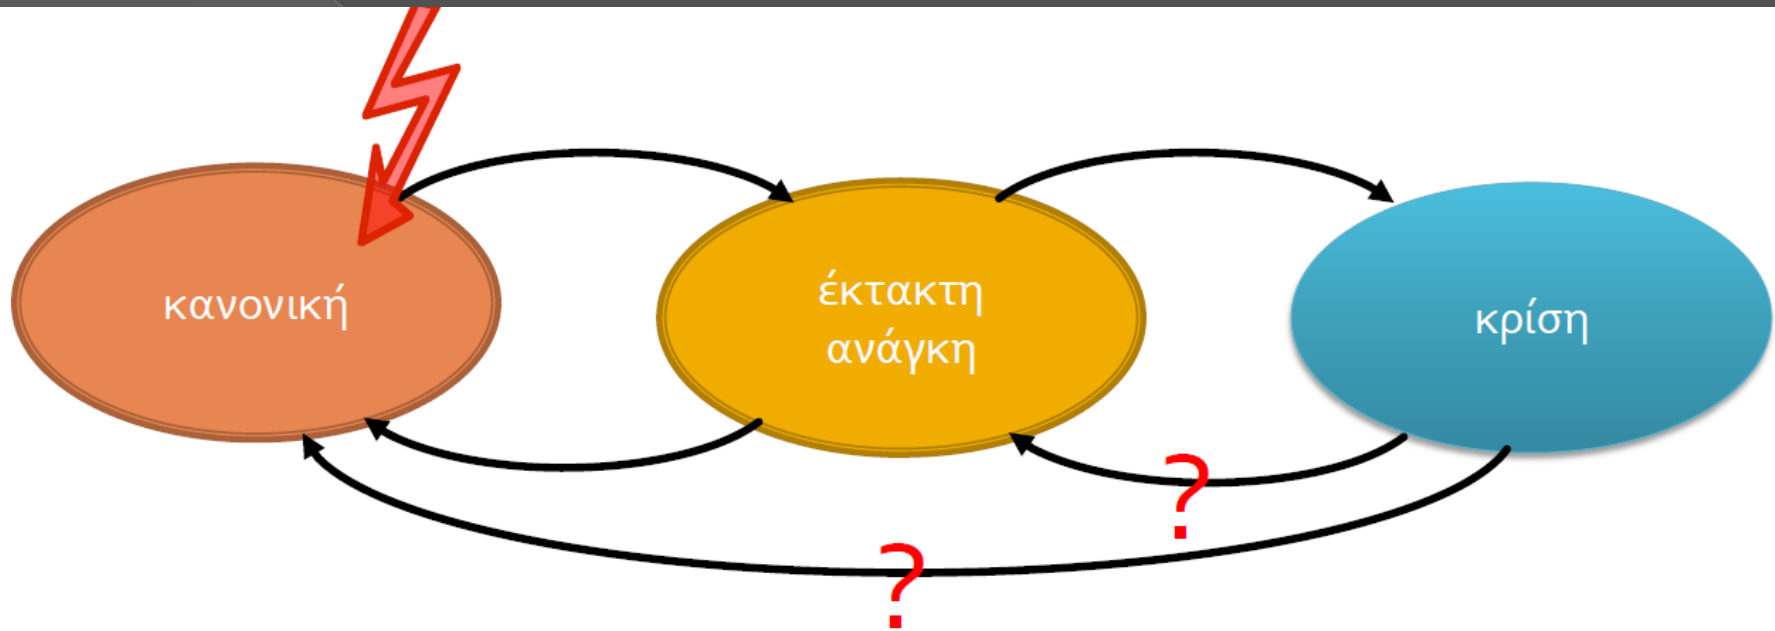 κανονική
έκτακτη
ανάγκη
κρίση
?
?